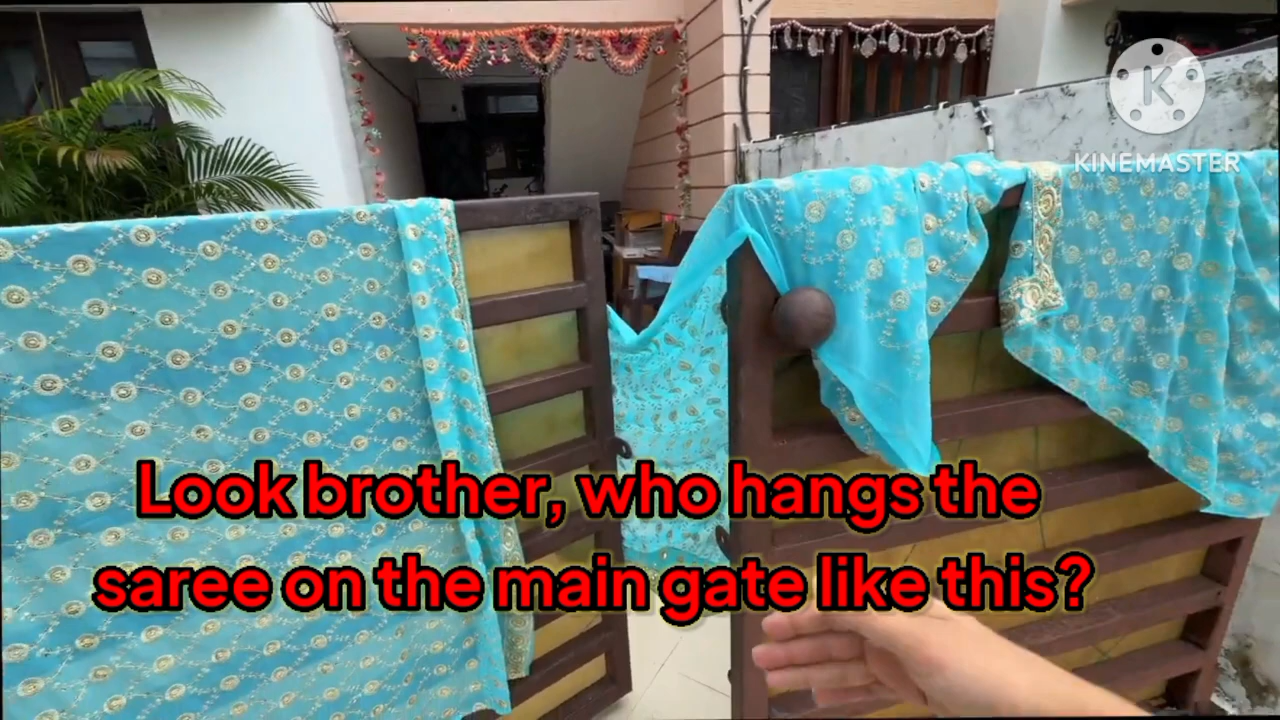 K
KINEMASTER
Look brother, who hangs the
saree on the main gate like this?